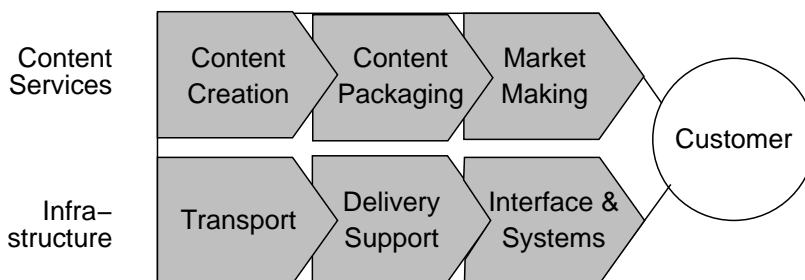 Content
Services
Content
Creation
Content
Packaging
Market
Making
Customer
Infra–
structure
Transport
Delivery
Support
Interface &
Systems